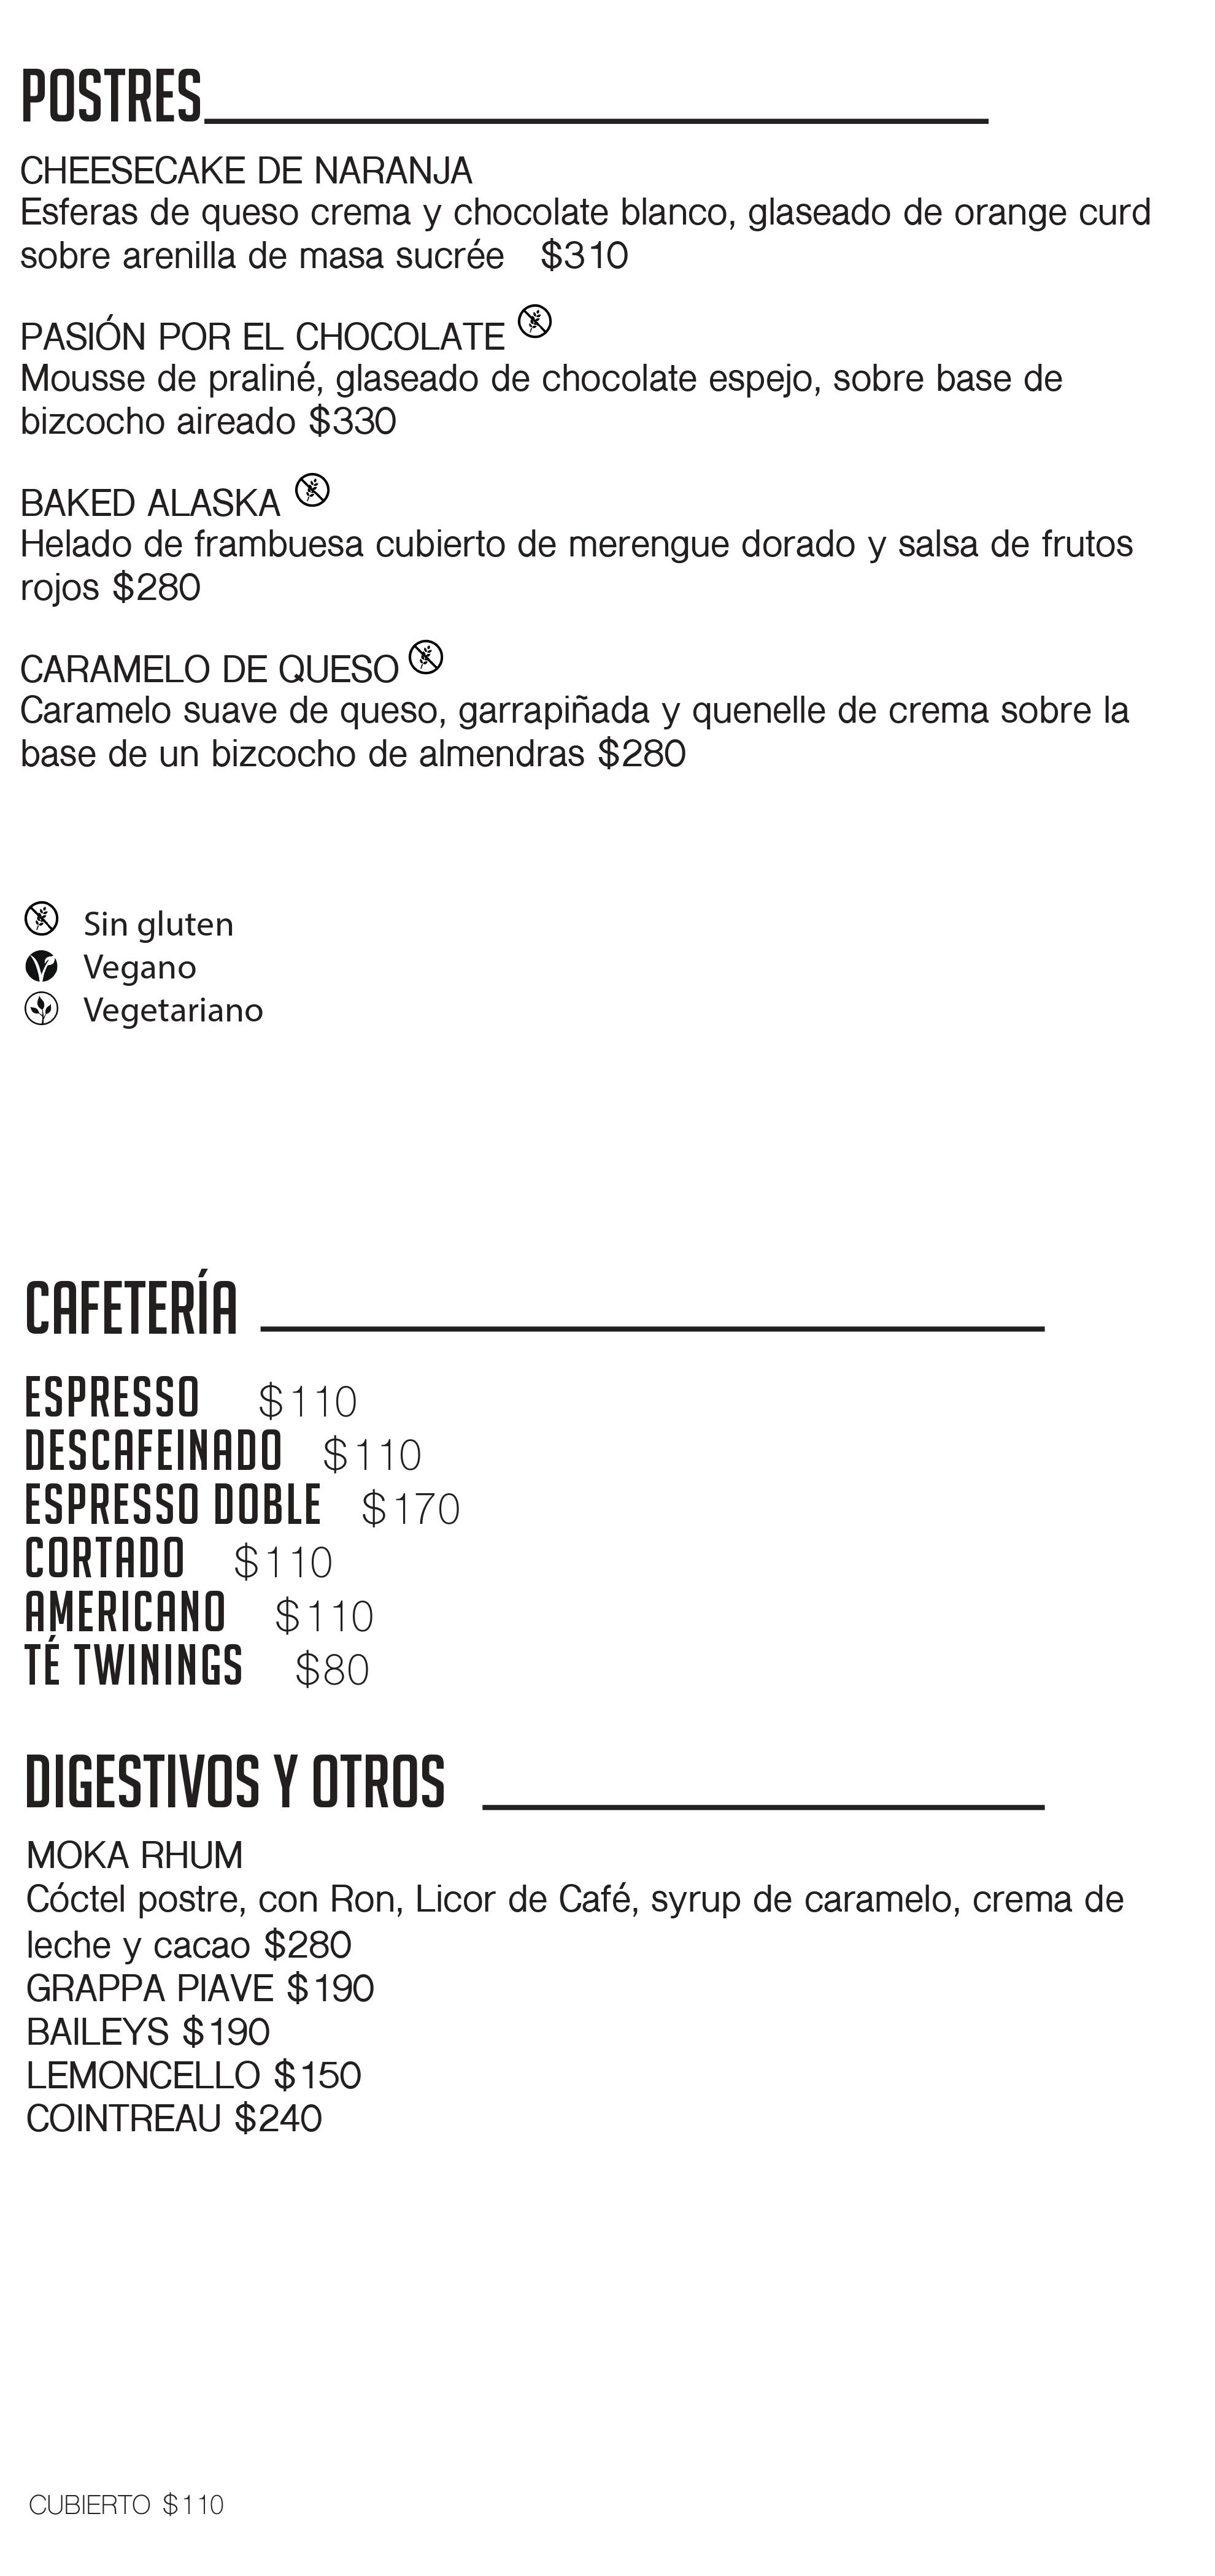 POSTRES
CHEESECAKE DE NARANJA
Esferas de queso crema y chocolate blanco, glaseado de orange curd
sobre arenilla de masa sucrée $310
PASIÓN POR EL CHOCOLATE
Mousse de praliné, glaseado de chocolate espejo, sobre base de
bizcocho aireado $330
BAKED ALASKA
Helado de frambuesa cubierto de merengue dorado y salsa de frutos
rojos $280
CARAMELO DE QUESO
Caramelo suave de queso, garrapiñada y quenelle de crema sobre la
base de un bizcocho de almendras $280
Sin gluten
Vegano
Vegetariano
CAFETERÍA
ESPRESSO $110
DESCAFEINADO $110
ESPRESSO DOBLE $170
CORTADO $110
AMERICANO $110
TÉ TWININGS $80
DIGESTIVOS Y OTROS
MOKA RHUM
Cóctel postre, con Ron, Licor de Café, syrup de caramelo, crema de
leche y cacao $280
GRAPPA PIAVE $190
BAILEYS $190
LEMONCELLO $150
COINTREAU $240
CUBIERTO $110